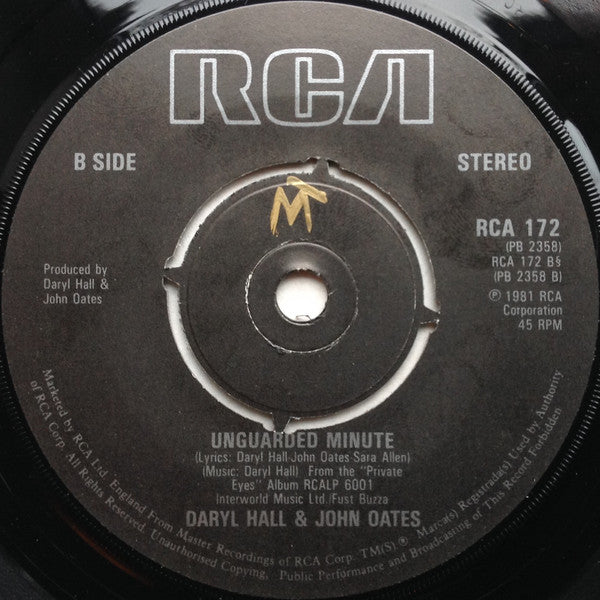 RCA
B SIDE
STEREO
M
RCA 172
(PB 2358)
RCA 172 B§
(PB 2358 B)
℗ 1981 RCA
Corporation
45 RPM
Produced by
Daryl Hall &
John Oates
UNGUARDED MINUTE
(Lyrics: Daryl Hall-John Oates Sara Allen)
(Music: Daryl Hall) From the "Private
Eyes" Album RCALP 6001
Interworld Music Ltd./Fust Buzza
DARYL HALL & JOHN OATES
Marketed by RCA Ltd., England From Master Recordings of RCA Corp. TM(S)® Marca(s) Registrada(s) Used by Authority
of RCA Corp. All Rights Reserved. Unauthorised Copying, Public Performance and Broadcasting of This Record Forbidden